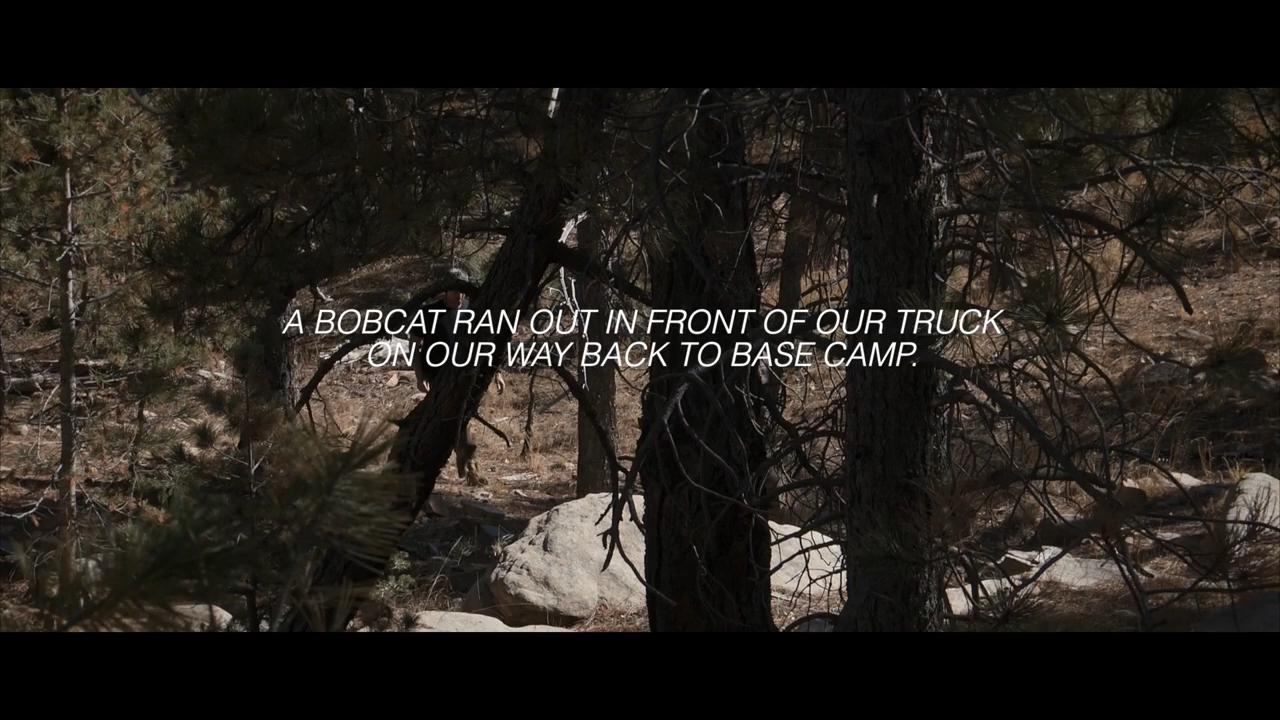 A BOBCAT RAN OUT IN FRONT OF OUR TRUCK
ON OUR WAY BACK TO BASE CAMP.